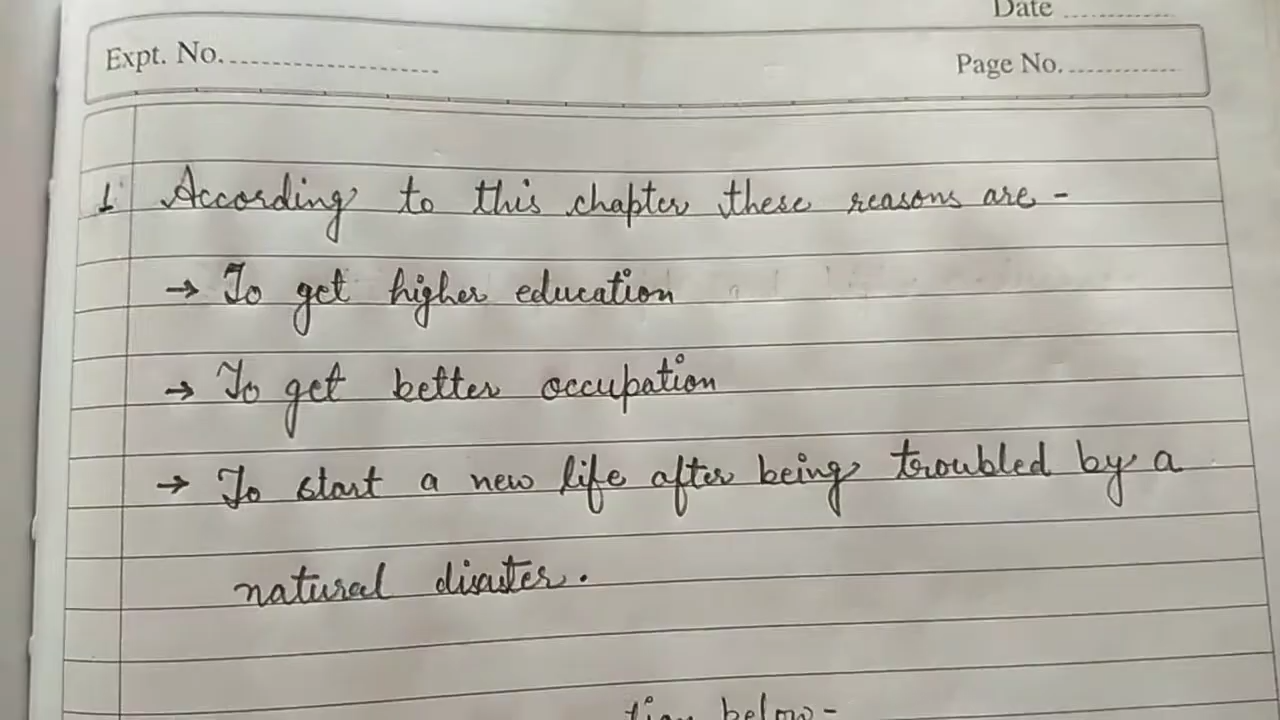 Date ..............
Expt. No. ......................
Page No. ..............
1. According to this chapter these reasons are -
→ To get higher education
→ To get better occupation
→ To start a new life after being troubled by a
natural disaster.
below -